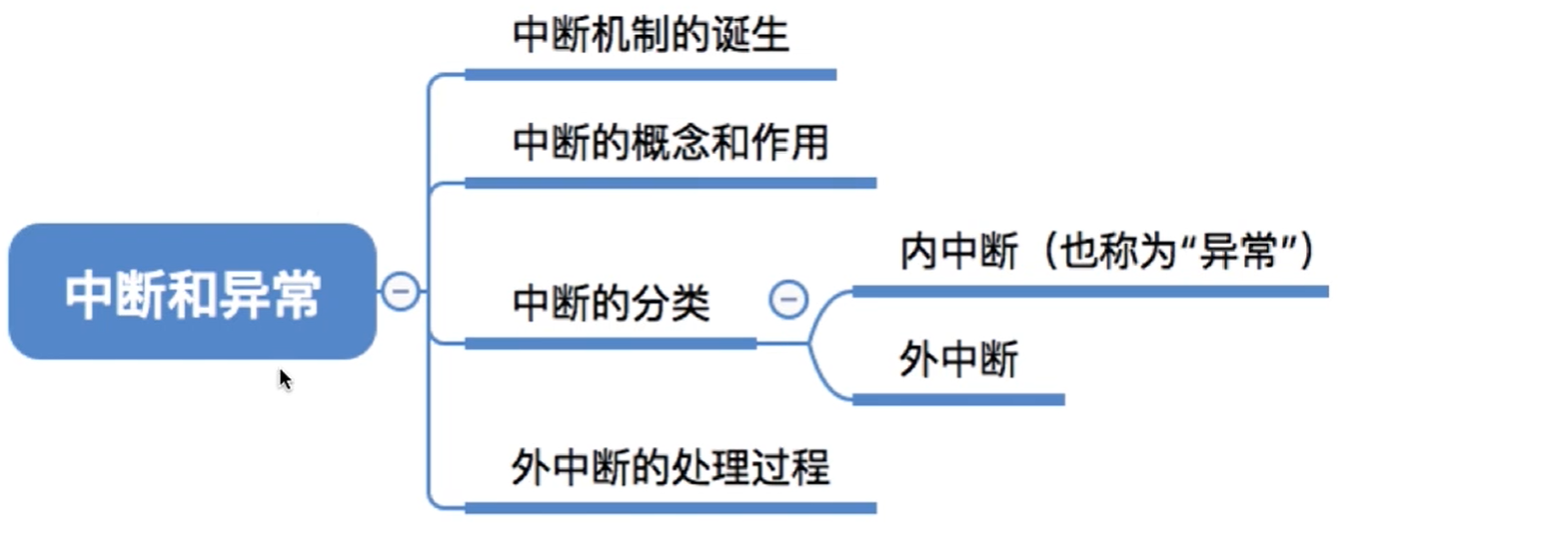 中断和异常
中断机制的诞生
中断的概念和作用
中断的分类
内中断（也称为“异常”）
外中断
外中断的处理过程